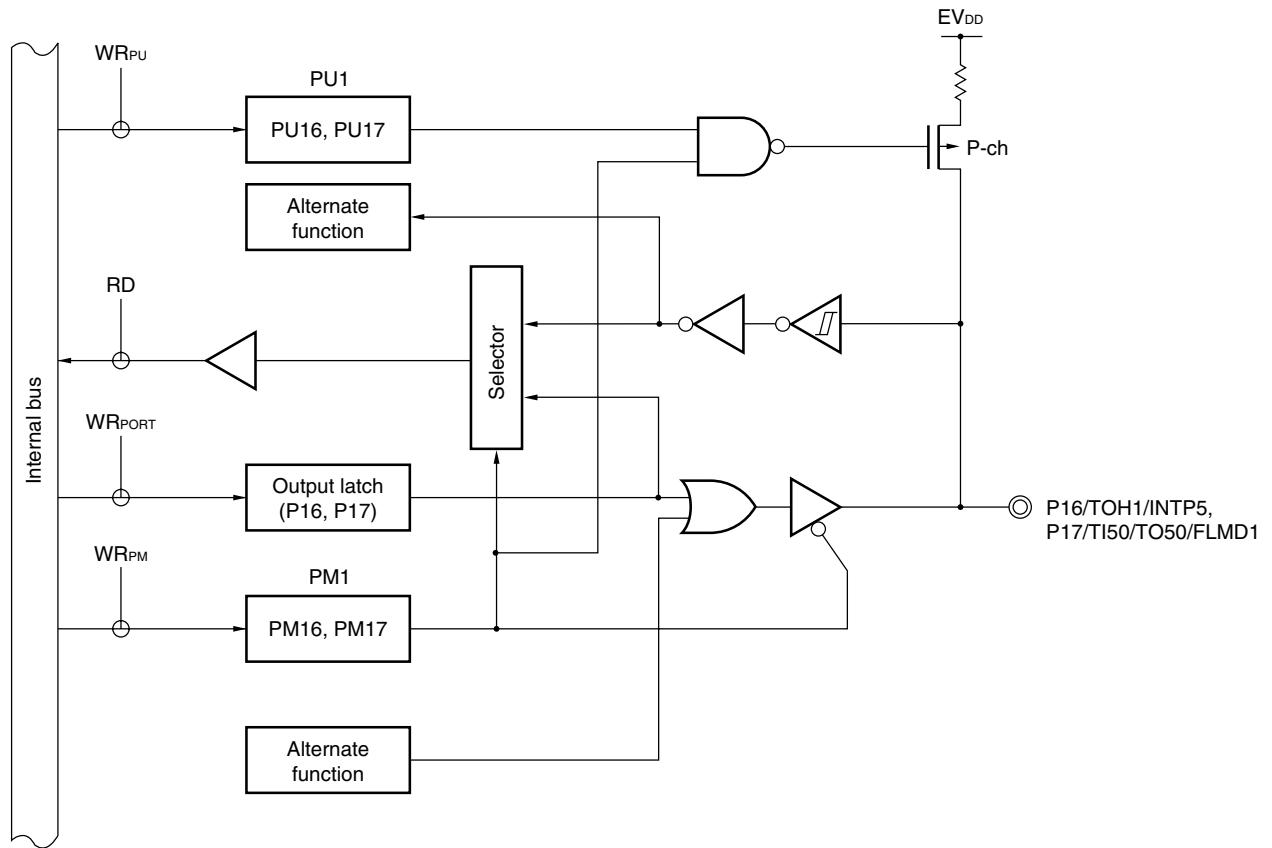 EVDD
WRPU
PU1
PU16, PU17
P-ch
Alternate
function
RD
Selector
Internal bus
WRPORT
Output latch
(P16, P17)
P16/TOH1/INTP5,
P17/TI50/TO50/FLMD1
WRPM
PM1
PM16, PM17
Alternate
function